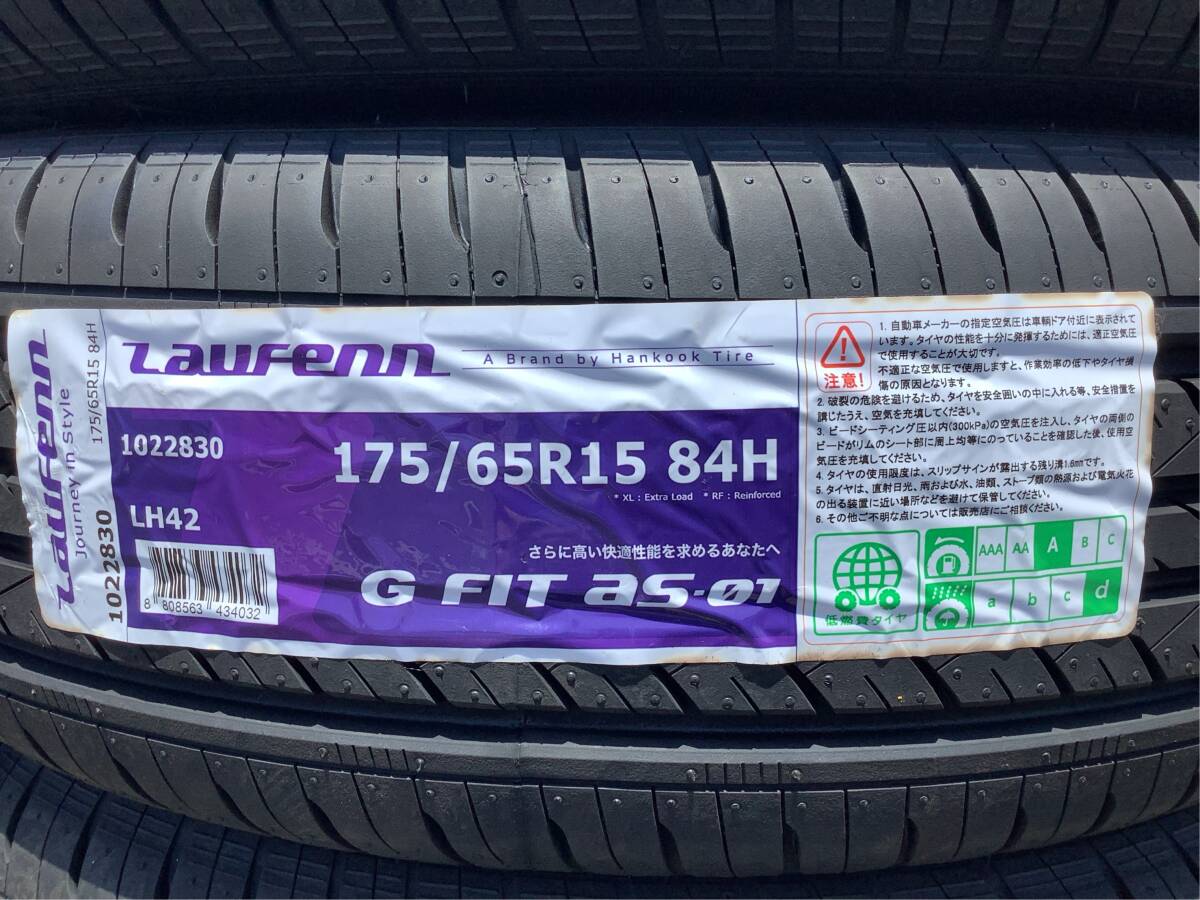 Laufenn
Journey in Style
175/65R15 84H
1022830
Laufenn
A Brand by Hankook Tire
1022830
175/65R15 84H
* XL : Extra Load * RF : Reinforced
LH42
さらに高い快適性能を求めるあなたへ
G FIT as-01
8 808563 434032
注意!
1. 自動車メーカーの指定空気圧は車輌ドア付近に表示されて
います。タイヤの性能を十分に発揮するためには、適正空気圧
で使用することが大切です。
不適正な空気圧で使用しますと、作業効率の低下やタイヤ損
傷の原因となります。
2. 破裂の危険を避けるため、タイヤを安全囲いの中に入れる等、安全措置を
講じたうえ、空気を充填してください。
3. ビードシーティング圧以内(300kPa)の空気圧を注入し、タイヤの両側の
ビードがリムのシート部に周上均等にのっていることを確認した後、使用空
気圧を充填してください。
4. タイヤの使用限度は、スリップサインが露出する残り溝1.6mmです。
5. タイヤは、直射日光、雨および水、油類、ストーブ類の熱源および電気火花
の出る装置に近い場所などを避けて保管してください。
6. その他ご不明な点については販売店にご相談ください。
低燃費タイヤ
AAA AA A B C
a b c d